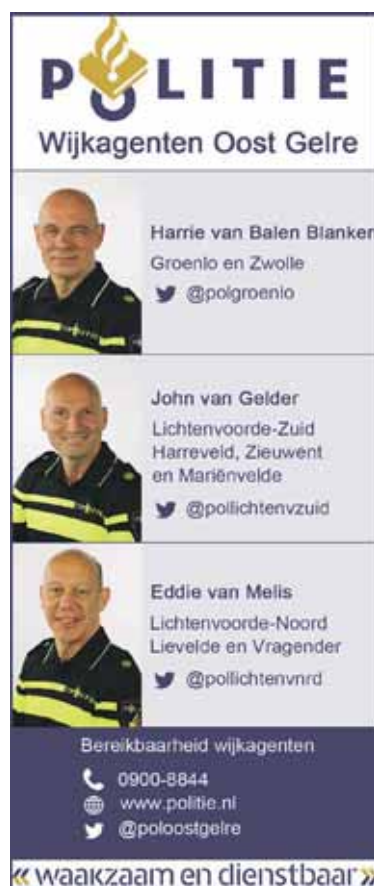 POLITIE
Wijkagenten Oost Gelre
Harrie van Balen Blanken
Groenlo en Zwolle
@polgroenlo
John van Gelder
Lichtenvoorde-Zuid
Harreveld, Zieuwent
en Mariënvelde
@pollichtenvzuid
Eddie van Melis
Lichtenvoorde-Noord
Lievelde en Vragender
@pollichtenvnrd
Bereikbaarheid wijkagenten
0900-8844
www.politie.nl
@poloostgelre
« waakzaam en dienstbaar »